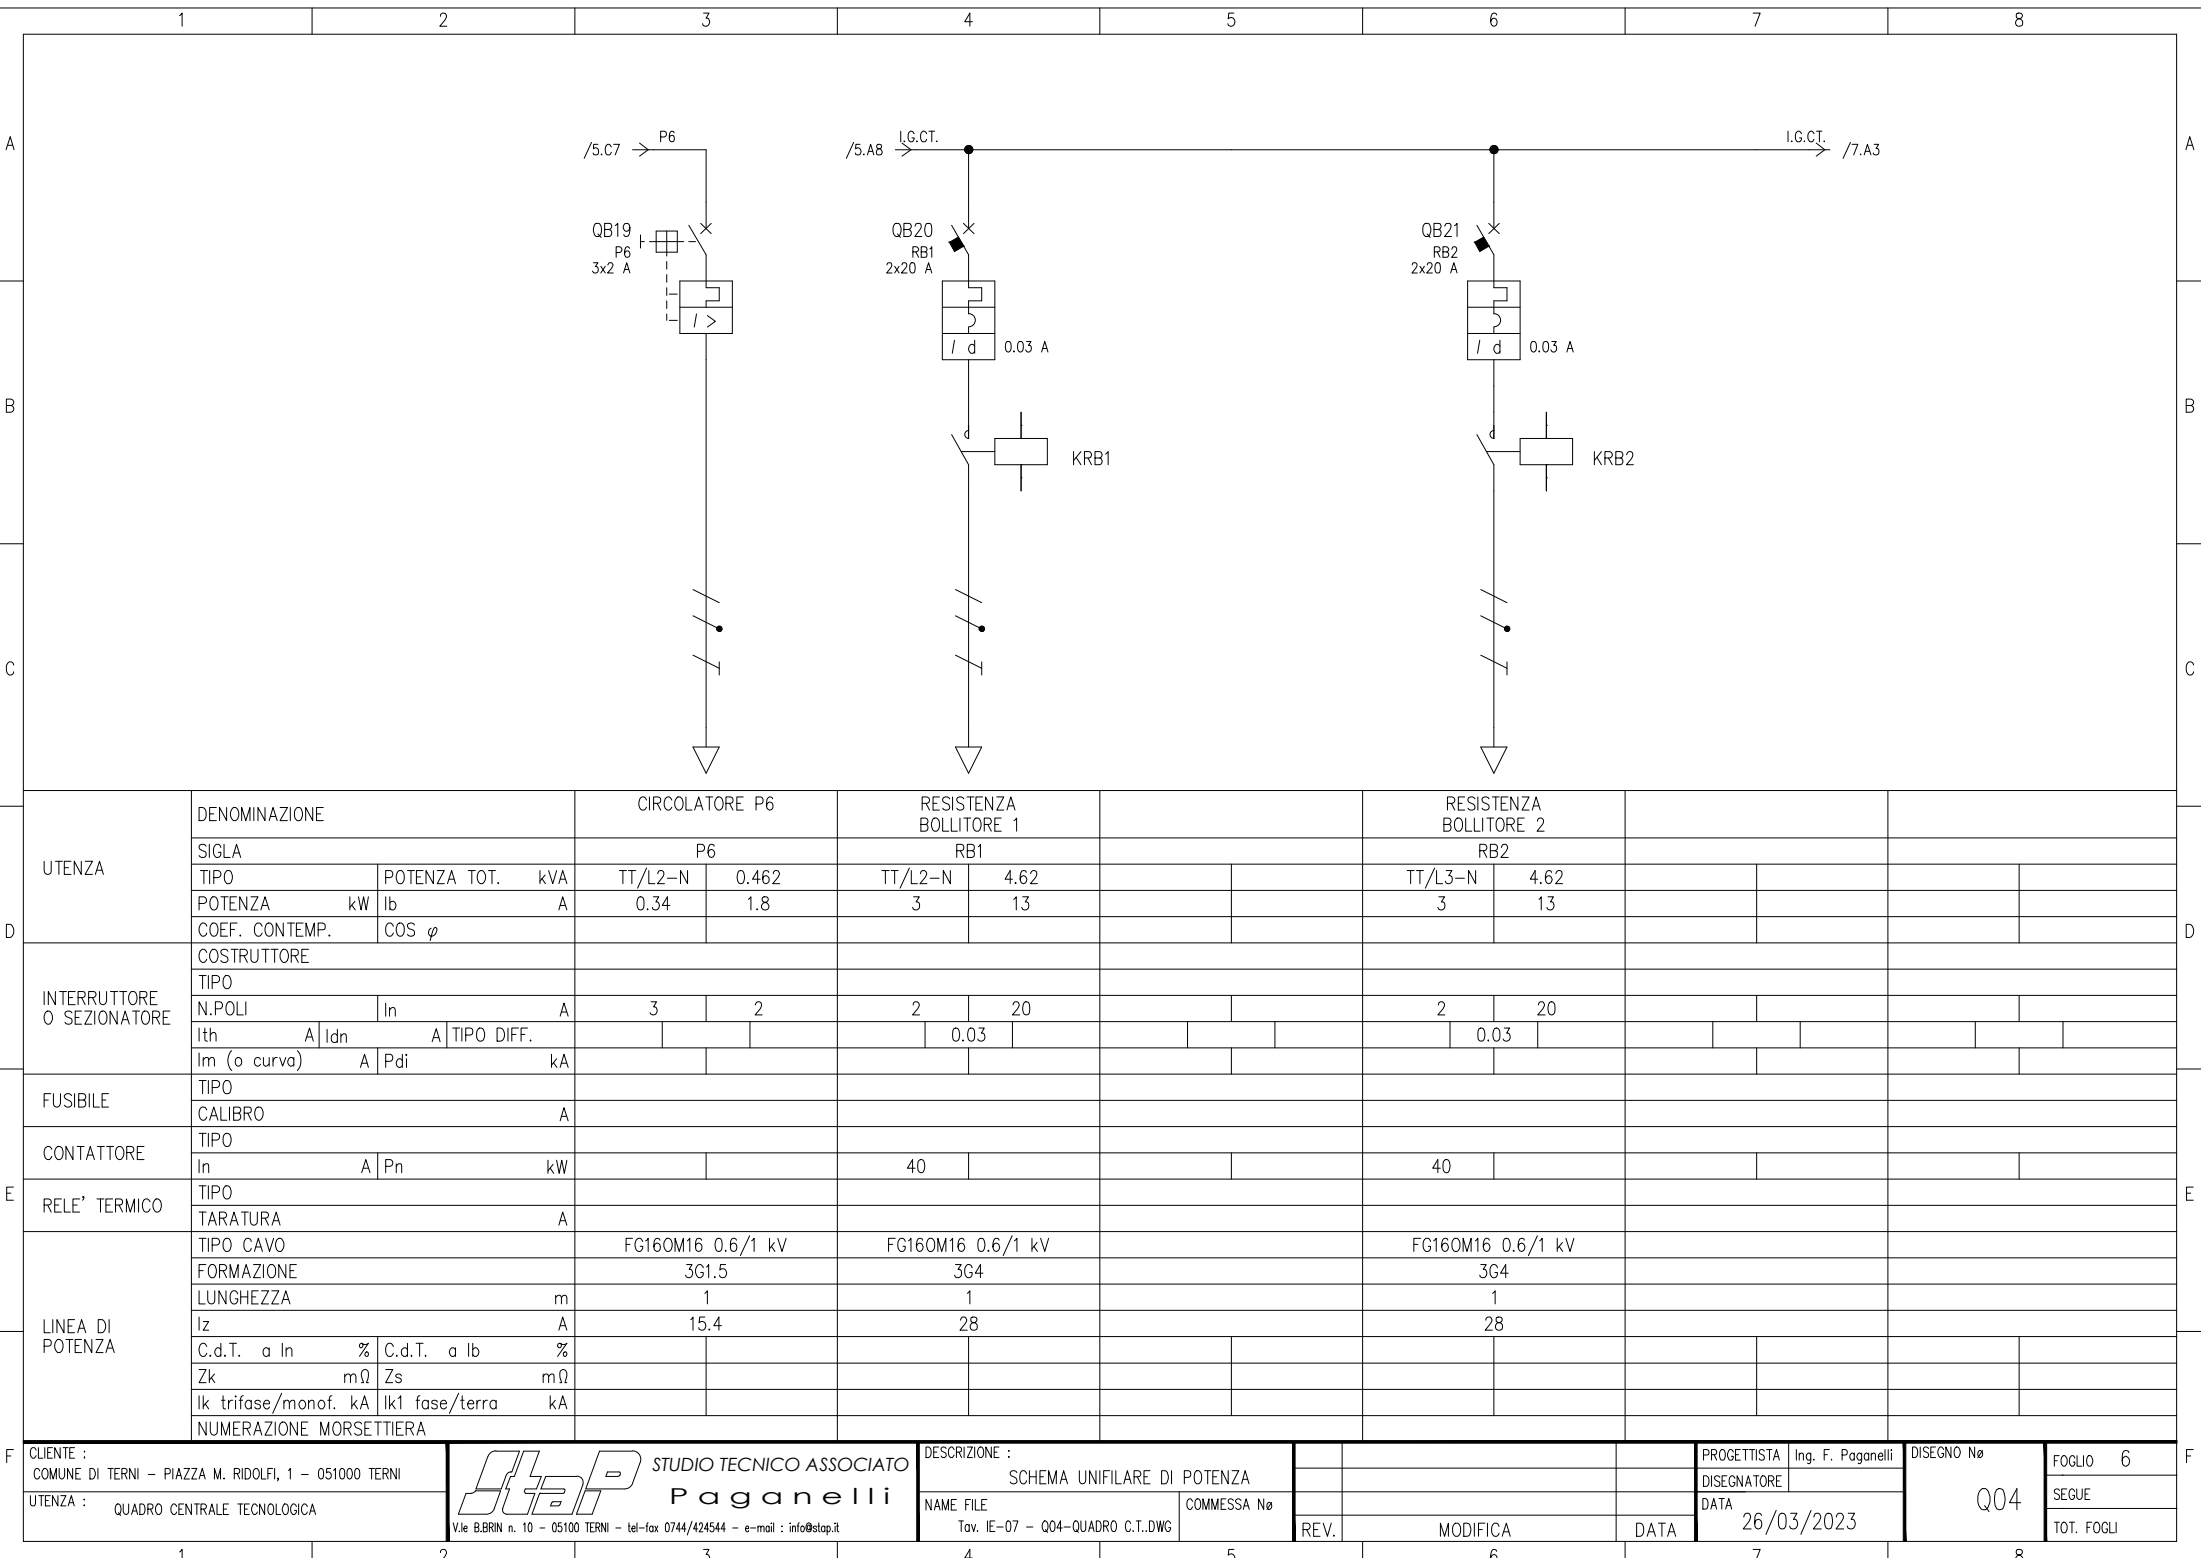 1 2 3 4 5 6 7 8
A A
/5.C7 P6 /5.A8 I.G.CT. I.G.CT. /7.A3
QB19 QB20 QB21
P6 RB1 RB2
3x2 A 2x20 A 2x20 A
I >
I d 0.03 A I d 0.03 A
B B
KRB1 KRB2
C C
UTENZA
DENOMINAZIONE CIRCOLATORE P6 RESISTENZA BOLLITORE 1 RESISTENZA BOLLITORE 2
SIGLA P6 RB1 RB2
TIPO POTENZA TOT. kVA TT/L2-N 0.462 TT/L2-N 4.62 TT/L3-N 4.62
POTENZA kW Ib A 0.34 1.8 3 13 3 13
D COEF. CONTEMP. COS φ D
INTERRUTTORE O SEZIONATORE
COSTRUTTORE
TIPO
N.POLI In A 3 2 2 20 2 20
Ith A Idn A TIPO DIFF. 0.03 0.03
Im (o curva) A Pdi kA
FUSIBILE
TIPO
CALIBRO A
CONTATTORE
TIPO
In A Pn kW 40 40
E E
RELE' TERMICO
TIPO
TARATURA A
LINEA DI POTENZA
TIPO CAVO FG16OM16 0.6/1 kV FG16OM16 0.6/1 kV FG16OM16 0.6/1 kV
FORMAZIONE 3G1.5 3G4 3G4
LUNGHEZZA m 1 1 1
Iz A 15.4 28 28
C.d.T. a In % C.d.T. a Ib %
Zk mΩ Zs mΩ
Ik trifase/monof. kA Ik1 fase/terra kA
NUMERAZIONE MORSETTIERA
F F
CLIENTE :
COMUNE DI TERNI - PIAZZA M. RIDOLFI, 1 - 051000 TERNI
UTENZA : QUADRO CENTRALE TECNOLOGICA
StaP
STUDIO TECNICO ASSOCIATO
Paganelli
V.le B.BRIN n. 10 - 05100 TERNI - tel-fax 0744/424544 - e-mail : info@stap.it
DESCRIZIONE :
SCHEMA UNIFILARE DI POTENZA
NAME FILE
Tav. IE-07 - Q04-QUADRO C.T..DWG
COMMESSA Nø
REV. MODIFICA DATA
PROGETTISTA Ing. F. Paganelli
DISEGNATORE
DATA
26/03/2023
DISEGNO Nø
Q04
FOGLIO 6
SEGUE
TOT. FOGLI
1 2 3 4 5 6 7 8